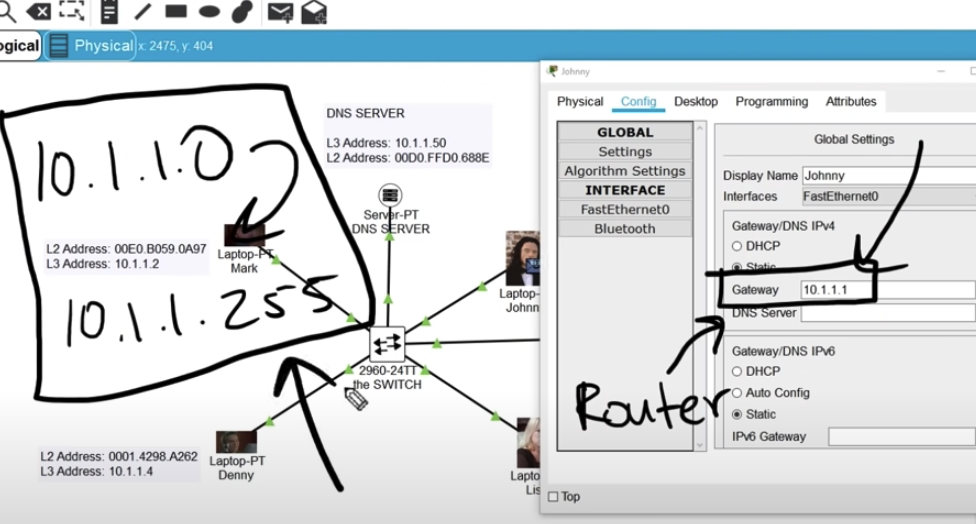 ogical
Physical
x: 2475, y: 404
10.1.1.0
10.1.1.255
DNS SERVER
L3 Address: 10.1.1.50
L2 Address: 00D0.FFD0.688E
Server-PT
DNS SERVER
L2 Address: 00E0.B059.0A97
L3 Address: 10.1.1.2
Laptop-PT
Mark
Laptop-
Johnn
2960-24TT
the SWITCH
L2 Address: 0001.4298.A262
L3 Address: 10.1.1.4
Laptop-PT
Denny
Lapto
Lis
Johnny
Physical Config Desktop Programming Attributes
GLOBAL
Settings
Algorithm Settings
INTERFACE
FastEthernet0
Bluetooth
Global Settings
Display Name Johnny
Interfaces FastEthernet0
Gateway/DNS IPv4
DHCP
Static
Gateway 10.1.1.1
DNS Server
Router
Gateway/DNS IPv6
DHCP
Auto Config
Static
IPv6 Gateway
Top